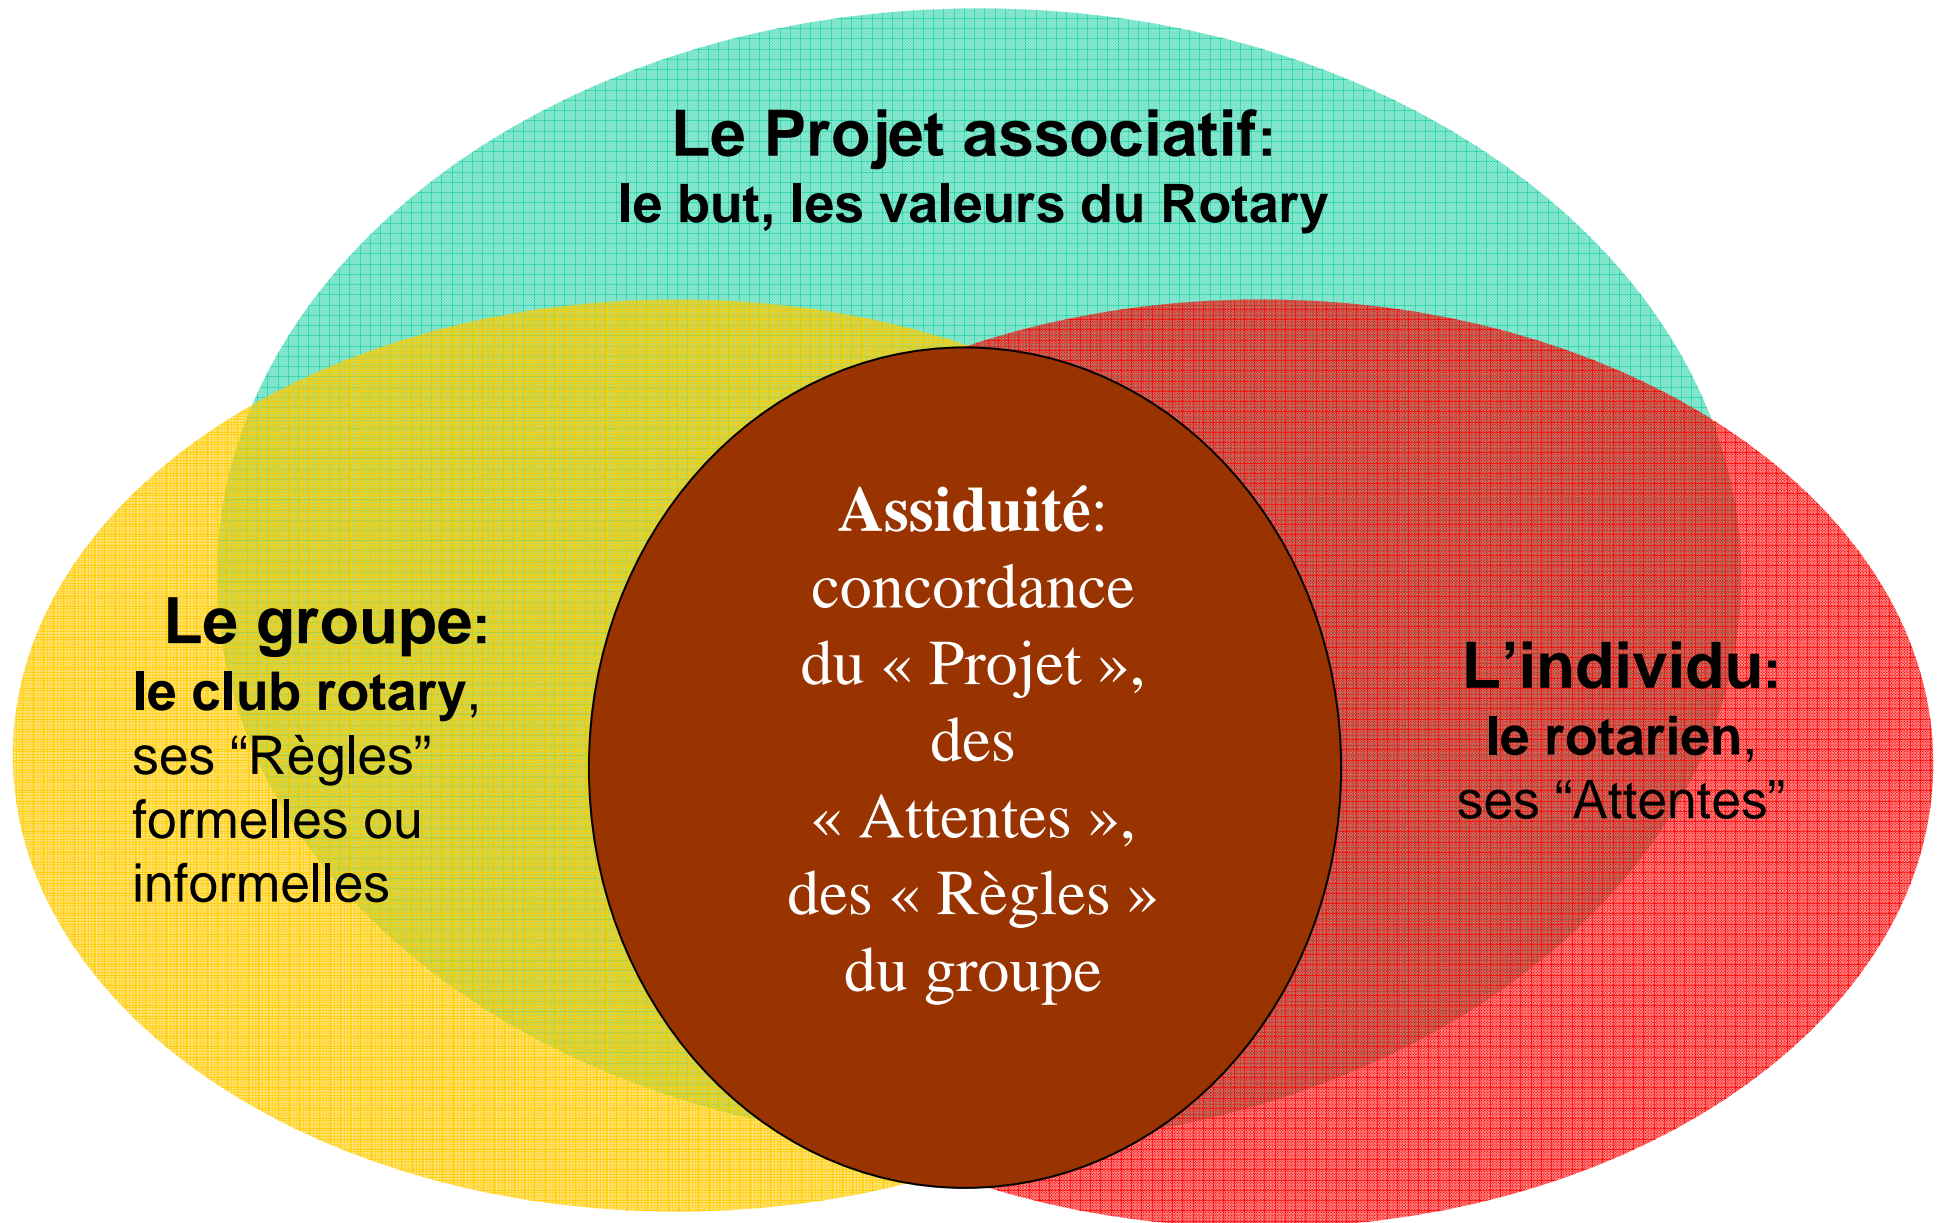 Le Projet associatif:
le but, les valeurs du Rotary
Le groupe:
le club rotary,
ses “Règles”
formelles ou
informelles
Assiduité:
concordance
du « Projet »,
des
« Attentes »,
des « Règles »
du groupe
L’individu:
le rotarien,
ses “Attentes”